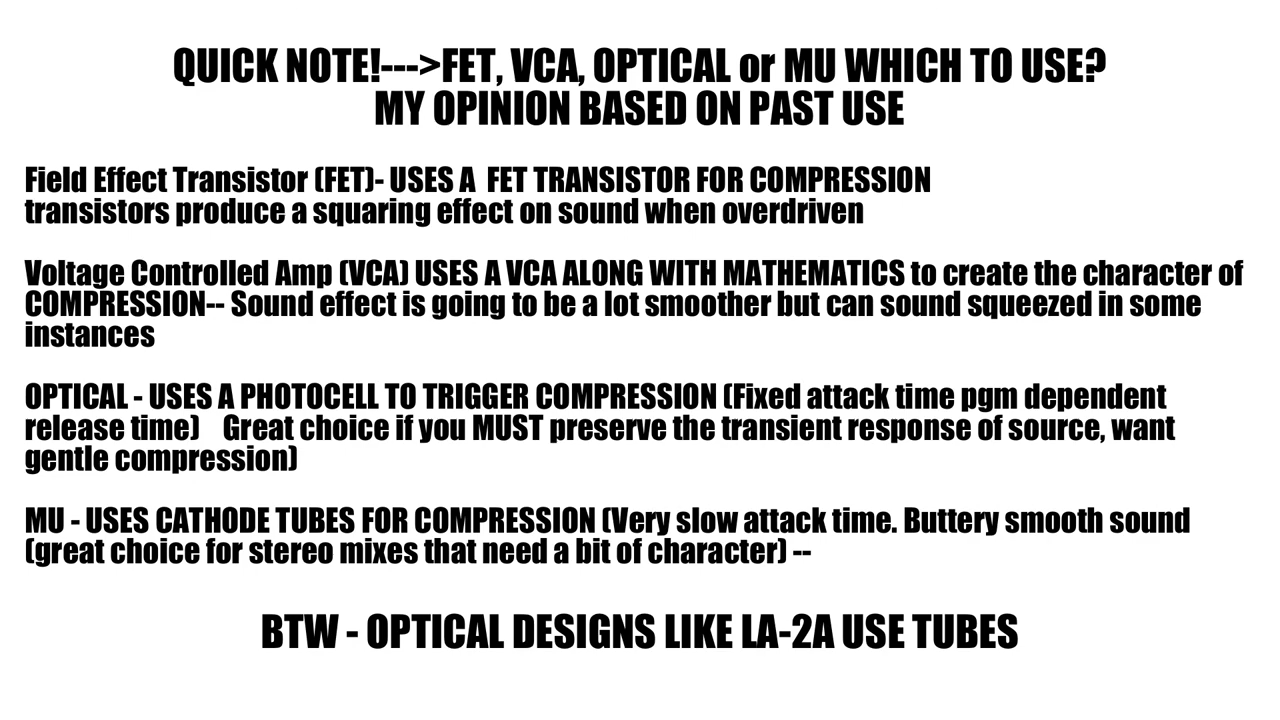 QUICK NOTE!--->FET, VCA, OPTICAL or MU WHICH TO USE?
MY OPINION BASED ON PAST USE
Field Effect Transistor (FET)- USES A  FET TRANSISTOR FOR COMPRESSION
transistors produce a squaring effect on sound when overdriven
Voltage Controlled Amp (VCA) USES A VCA ALONG WITH MATHEMATICS to create the character of
COMPRESSION-- Sound effect is going to be a lot smoother but can sound squeezed in some
instances
OPTICAL - USES A PHOTOCELL TO TRIGGER COMPRESSION (Fixed attack time pgm dependent
release time)    Great choice if you MUST preserve the transient response of source, want
gentle compression)
MU - USES CATHODE TUBES FOR COMPRESSION (Very slow attack time. Buttery smooth sound
(great choice for stereo mixes that need a bit of character) --
BTW - OPTICAL DESIGNS LIKE LA-2A USE TUBES